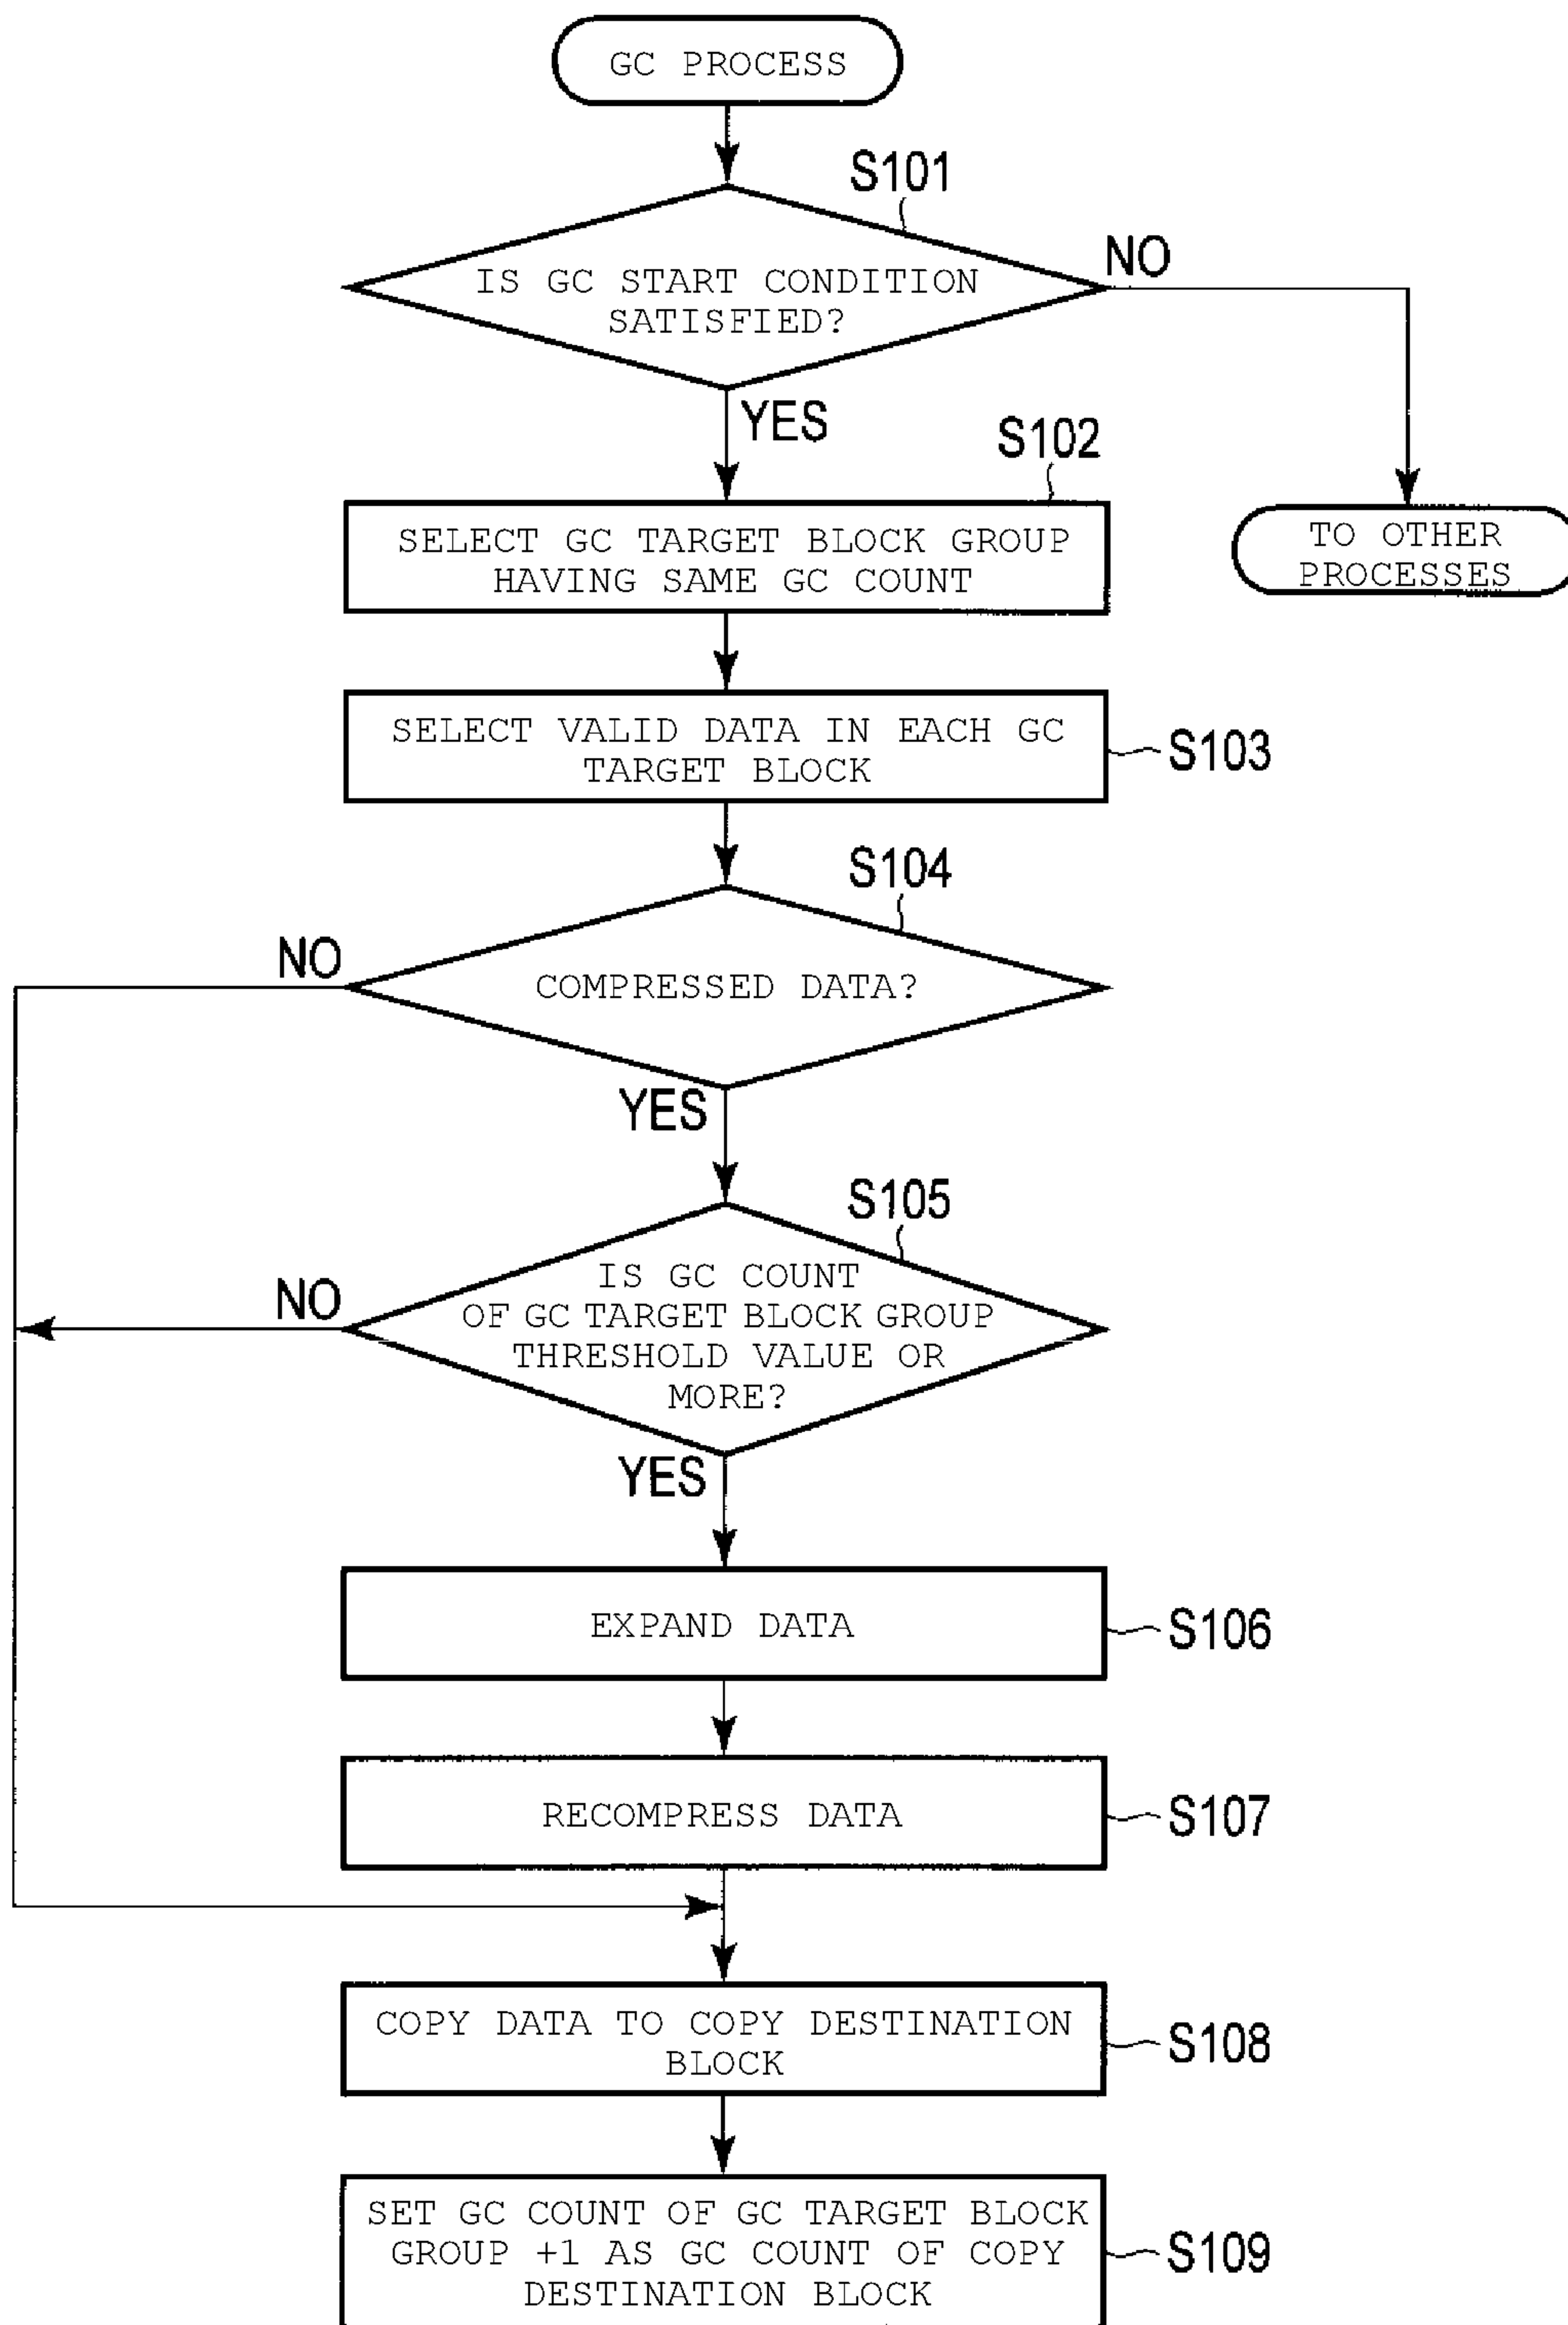 GC PROCESS
S101
IS GC START CONDITION
SATISFIED?
NO
YES
S102
SELECT GC TARGET BLOCK GROUP
HAVING SAME GC COUNT
TO OTHER
PROCESSES
SELECT VALID DATA IN EACH GC
TARGET BLOCK
S103
S104
NO
COMPRESSED DATA?
YES
S105
NO
IS GC COUNT
OF GC TARGET BLOCK GROUP
THRESHOLD VALUE OR
MORE?
YES
EXPAND DATA
S106
RECOMPRESS DATA
S107
COPY DATA TO COPY DESTINATION
BLOCK
S108
SET GC COUNT OF GC TARGET BLOCK
GROUP +1 AS GC COUNT OF COPY
DESTINATION BLOCK
S109